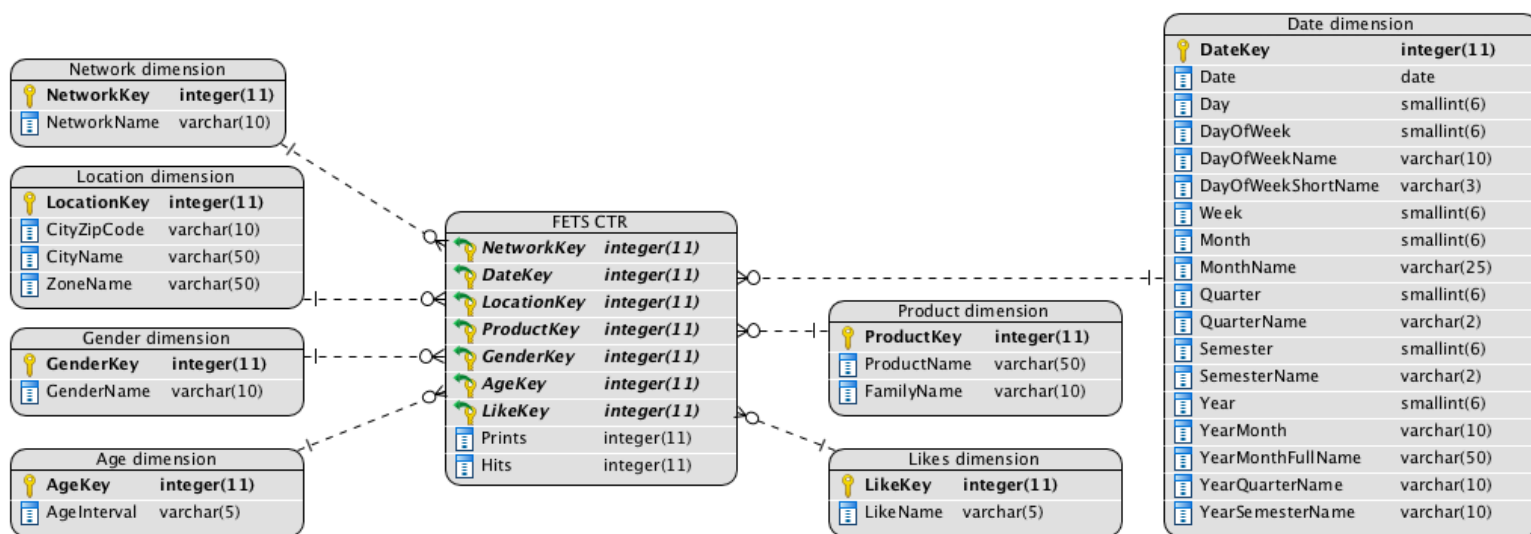 Network dimension
NetworkKey integer(11)
NetworkName varchar(10)
Location dimension
LocationKey integer(11)
CityZipCode varchar(10)
CityName varchar(50)
ZoneName varchar(50)
Gender dimension
GenderKey integer(11)
GenderName varchar(10)
Age dimension
AgeKey integer(11)
AgeInterval varchar(5)
FETS CTR
NetworkKey integer(11)
DateKey integer(11)
LocationKey integer(11)
ProductKey integer(11)
GenderKey integer(11)
AgeKey integer(11)
LikeKey integer(11)
Prints integer(11)
Hits integer(11)
Product dimension
ProductKey integer(11)
ProductName varchar(50)
FamilyName varchar(10)
Likes dimension
LikeKey integer(11)
LikeName varchar(5)
Date dimension
DateKey integer(11)
Date date
Day smallint(6)
DayOfWeek smallint(6)
DayOfWeekName varchar(10)
DayOfWeekShortName varchar(3)
Week smallint(6)
Month smallint(6)
MonthName varchar(25)
Quarter smallint(6)
QuarterName varchar(2)
Semester smallint(6)
SemesterName varchar(2)
Year smallint(6)
YearMonth varchar(10)
YearMonthFullName varchar(50)
YearQuarterName varchar(10)
YearSemesterName varchar(10)